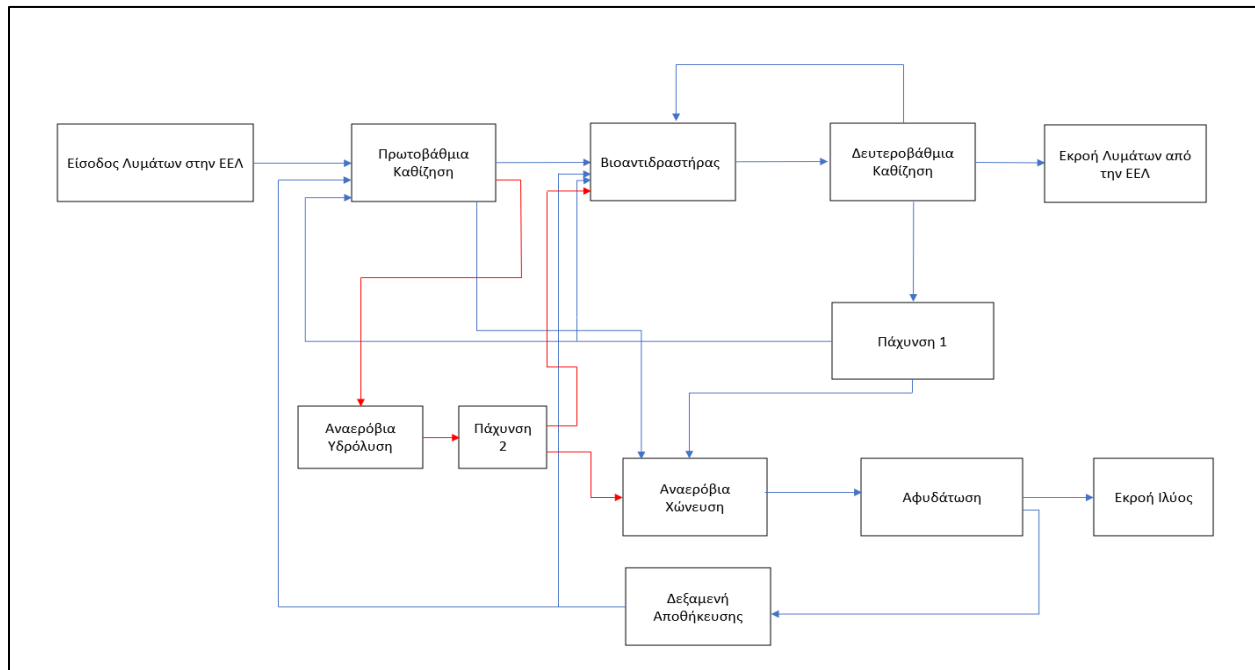 Είσοδος Λυμάτων στην ΕΕΛ
Πρωτοβάθμια
Καθίζηση
Βιοαντιδραστήρας
Δευτεροβάθμια
Καθίζηση
Εκροή Λυμάτων από
την ΕΕΛ
Πάχυνση 1
Αναερόβια
Υδρόλυση
Πάχυνση
2
Αναερόβια
Χώνευση
Αφυδάτωση
Εκροή Ιλύος
Δεξαμενή
Αποθήκευσης